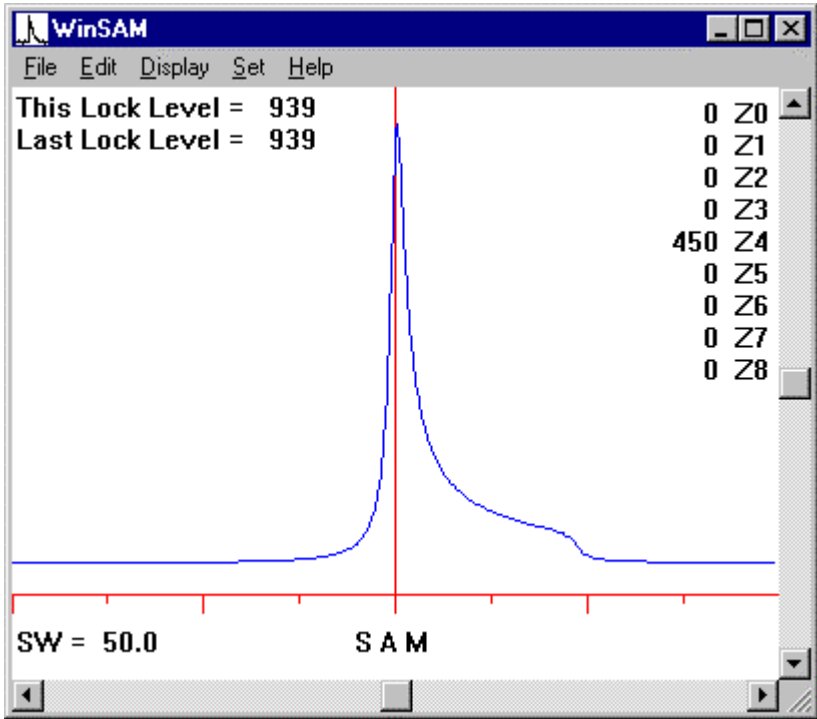 WinSAM
File Edit Display Set Help
This Lock Level = 939
Last Lock Level = 939
0 Z0
0 Z1
0 Z2
0 Z3
450 Z4
0 Z5
0 Z6
0 Z7
0 Z8
SW = 50.0
S A M